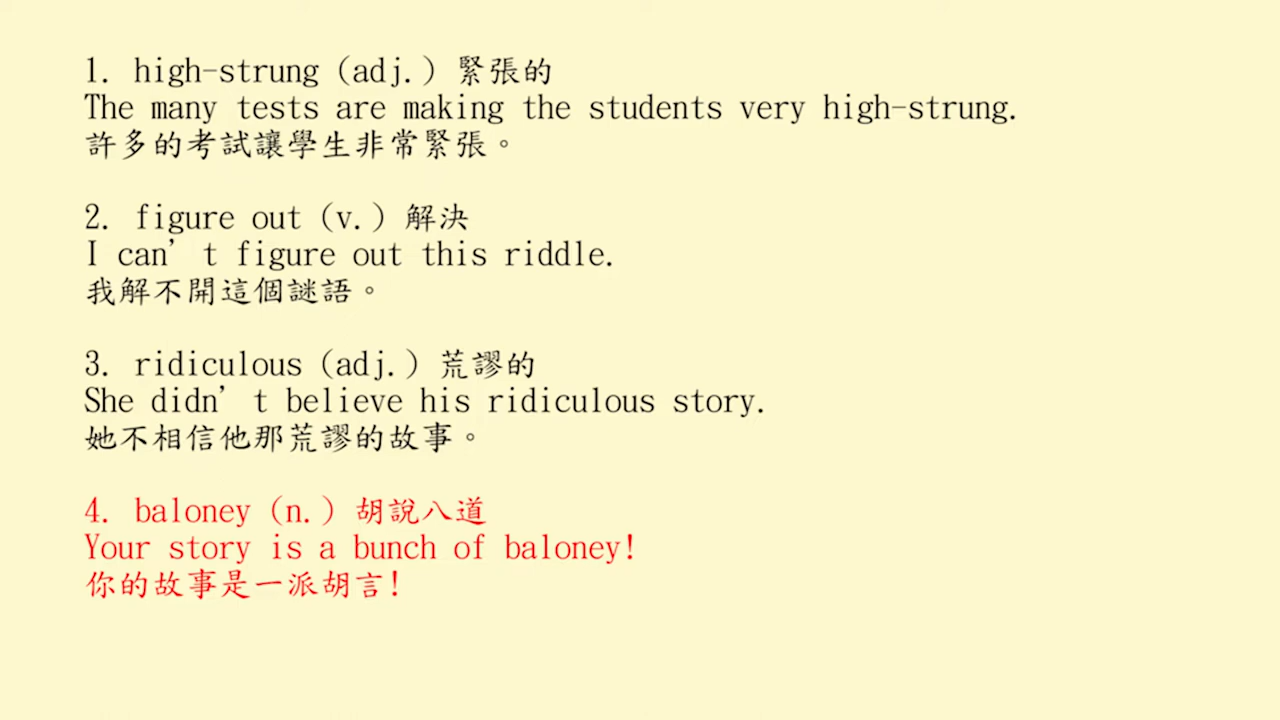 1. high-strung (adj.) 緊張的
The many tests are making the students very high-strung.
許多的考試讓學生非常緊張。
2. figure out (v.) 解決
I can't figure out this riddle.
我解不開這個謎語。
3. ridiculous (adj.) 荒謬的
She didn't believe his ridiculous story.
她不相信他那荒謬的故事。
4. baloney (n.) 胡說八道
Your story is a bunch of baloney!
你的故事是一派胡言!